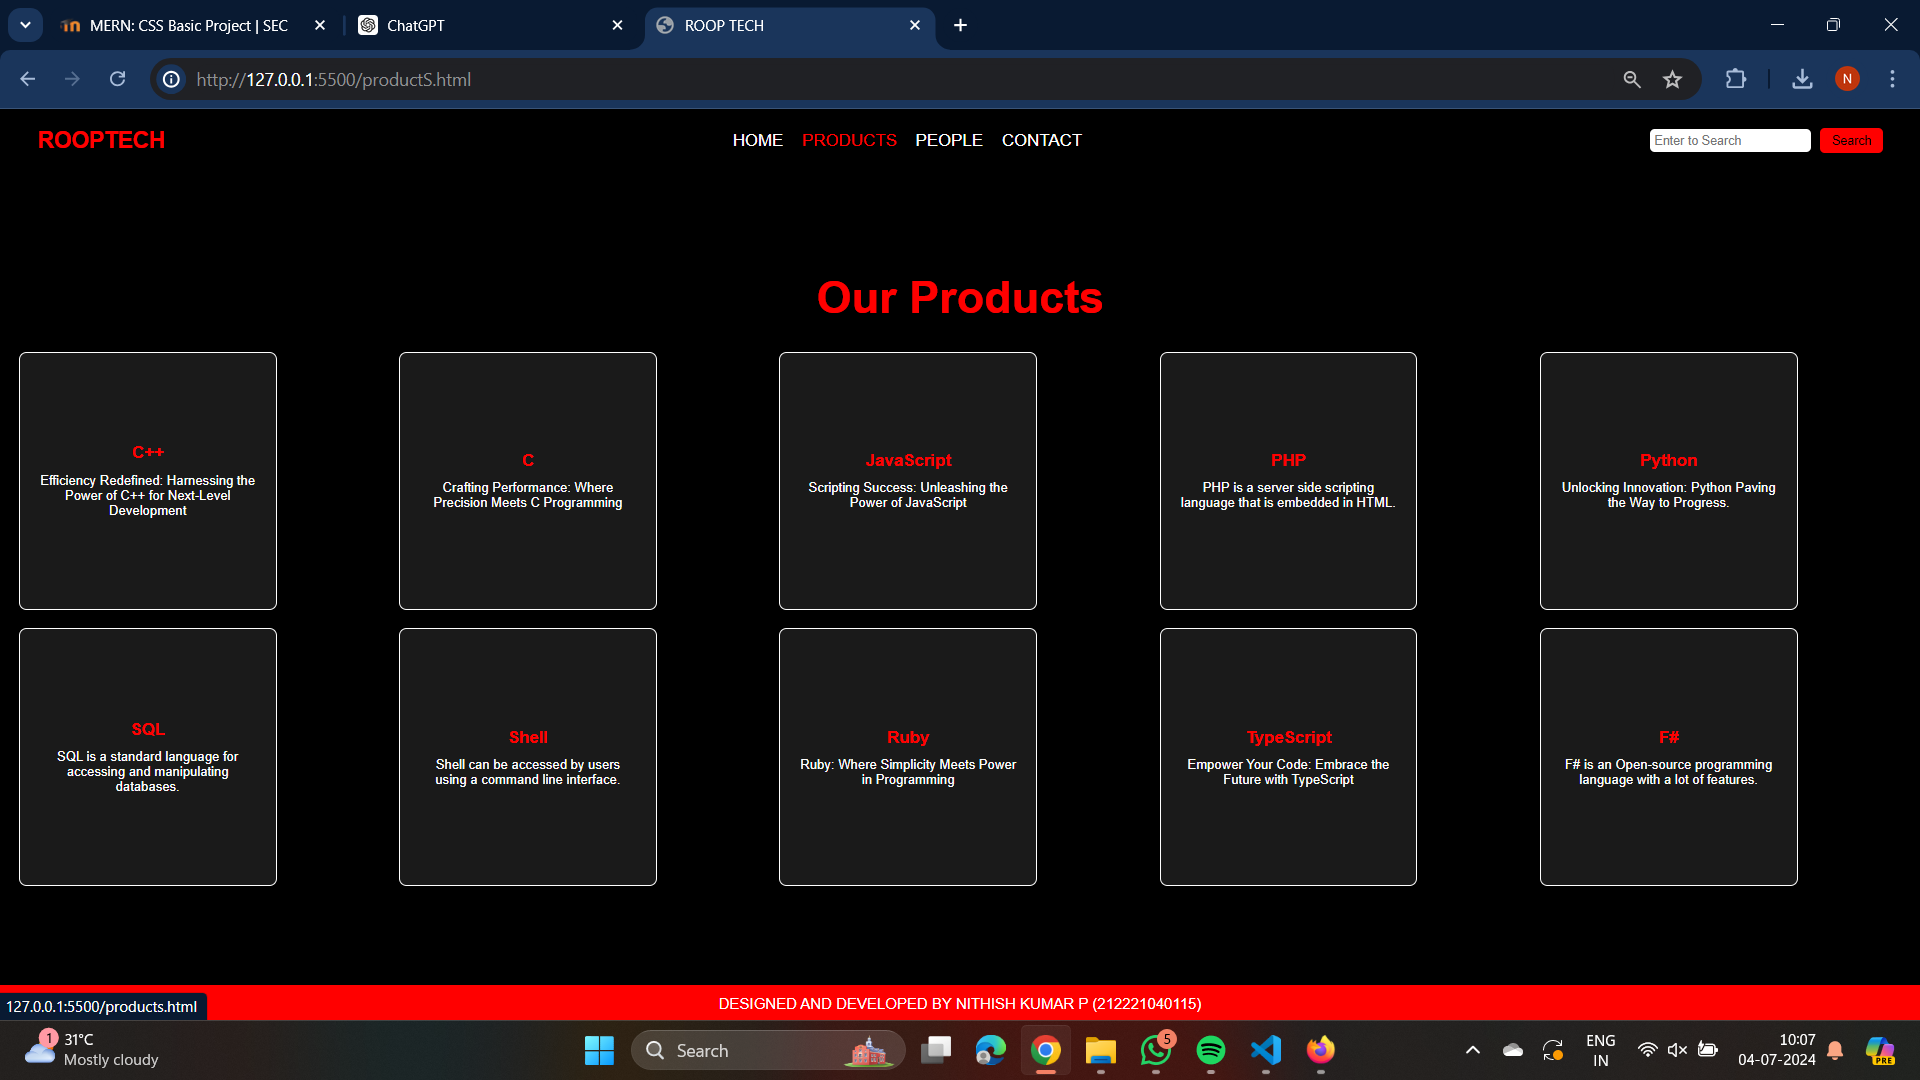 MERN: CSS Basic Project | SEC
ChatGPT
ROOP TECH
http://127.0.0.1:5500/productS.html
N
ROOPTECH
HOME PRODUCTS PEOPLE CONTACT
Enter to Search
Search
Our Products
C++
Efficiency Redefined: Harnessing the
Power of C++ for Next-Level
Development
C
Crafting Performance: Where
Precision Meets C Programming
JavaScript
Scripting Success: Unleashing the
Power of JavaScript
PHP
PHP is a server side scripting
language that is embedded in HTML.
Python
Unlocking Innovation: Python Paving
the Way to Progress.
SQL
SQL is a standard language for
accessing and manipulating
databases.
Shell
Shell can be accessed by users
using a command line interface.
Ruby
Ruby: Where Simplicity Meets Power
in Programming
TypeScript
Empower Your Code: Embrace the
Future with TypeScript
F#
F# is an Open-source programming
language with a lot of features.
DESIGNED AND DEVELOPED BY NITHISH KUMAR P (212221040115)
127.0.0.1:5500/products.html
1
31°C
Mostly cloudy
Search
5
ENG
IN
10:07
04-07-2024
PRE